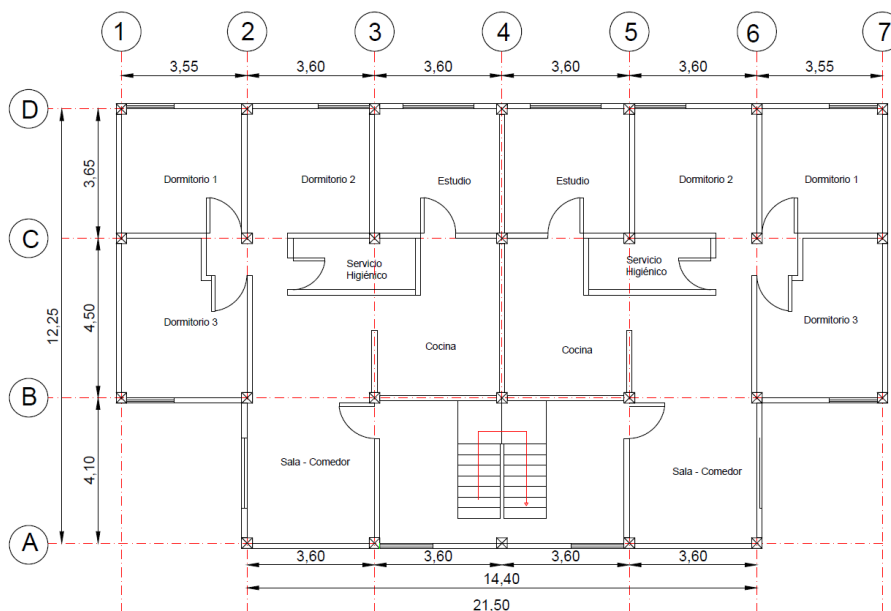 1 2 3 4 5 6 7
3,55 3,60 3,60 3,60 3,60 3,55
D
3,65
Dormitorio 1 Dormitorio 2 Estudio Estudio Dormitorio 2 Dormitorio 1
C
Servicio
Higiénico
Servicio
Higiénico
12,25
4,50
Dormitorio 3 Dormitorio 3
Cocina Cocina
B
4,10
Sala - Comedor Sala - Comedor
A
3,60 3,60 3,60 3,60
14,40
21.50